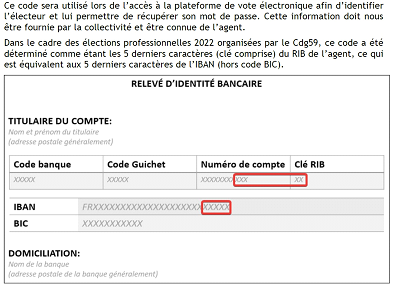 Ce code sera utilisé lors de l'accès à la plateforme de vote électronique afin d'identifier
l'électeur et lui permettre de récupérer son mot de passe. Cette information doit nous
être fournie par la collectivité et être connue de l'agent.
Dans le cadre des élections professionnelles 2022 organisées par le Cdg59, ce code a été
déterminé comme étant les 5 derniers caractères (clé comprise) du RIB de l'agent, ce qui
est équivalent aux 5 derniers caractères de l'IBAN (hors code BIC).
RELEVÉ D'IDENTITÉ BANCAIRE
TITULAIRE DU COMPTE:
Nom et prénom du titulaire
(adresse postale généralement)
Code banque Code Guichet Numéro de compte Clé RIB
XXXXX XXXXX XXXXXXXXXXX XX
IBAN FRXXXXXXXXXXXXXXXXXXXXXXXXX
BIC XXXXXXXXXXX
DOMICILIATION:
Nom de la banque
(adresse postale de la banque généralement)